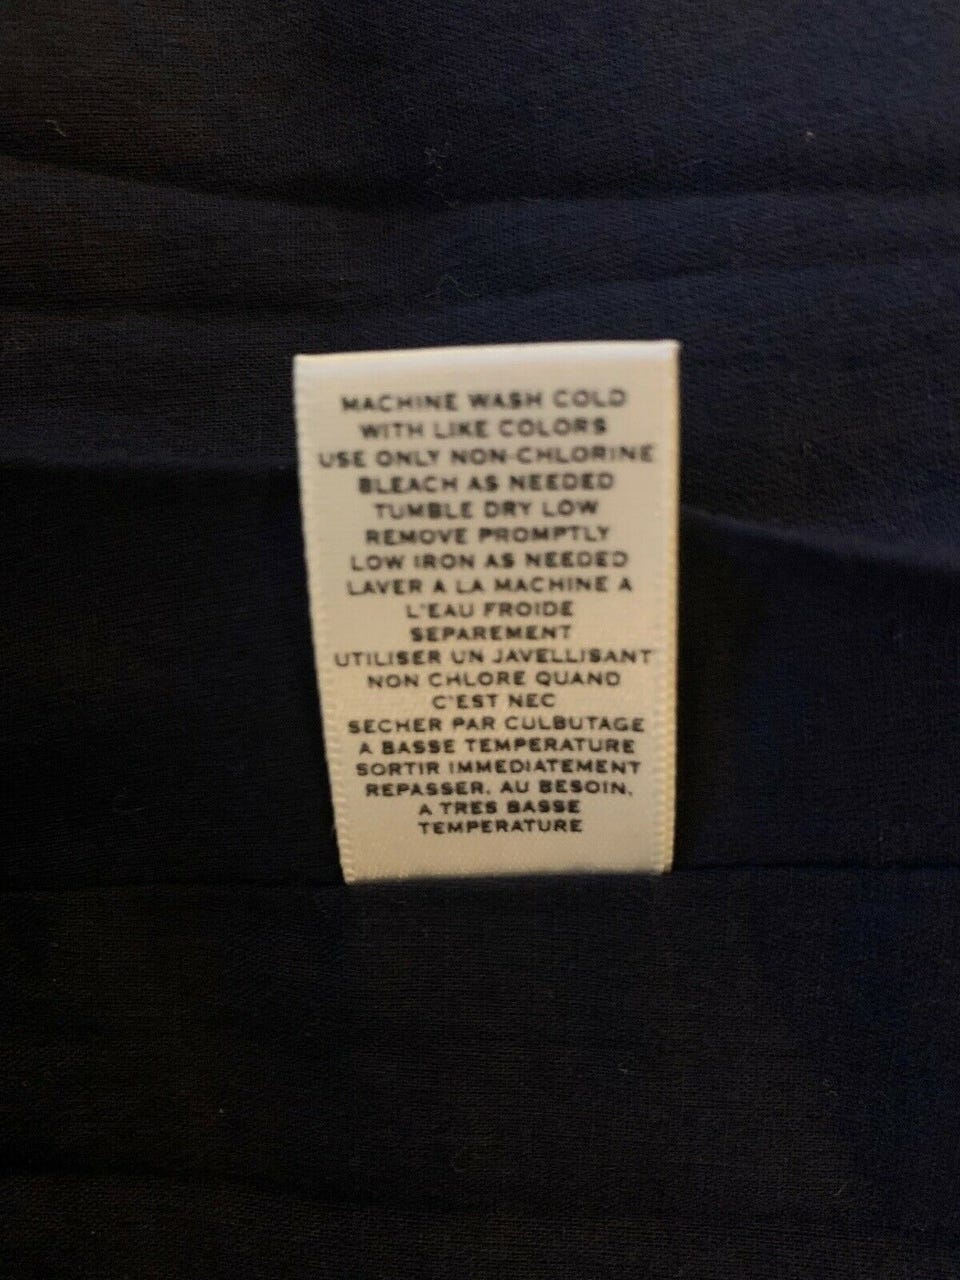 MACHINE WASH COLD
WITH LIKE COLORS
USE ONLY NON-CHLORINE
BLEACH AS NEEDED
TUMBLE DRY LOW
REMOVE PROMPTLY
LOW IRON AS NEEDED
LAVER A LA MACHINE A
L'EAU FROIDE
SEPAREMENT
UTILISER UN JAVELLISANT
NON CHLORE QUAND
C'EST NEC
SECHER PAR CULBUTAGE
A BASSE TEMPERATURE
SORTIR IMMEDIATEMENT
REPASSER, AU BESOIN,
A TRES BASSE
TEMPERATURE